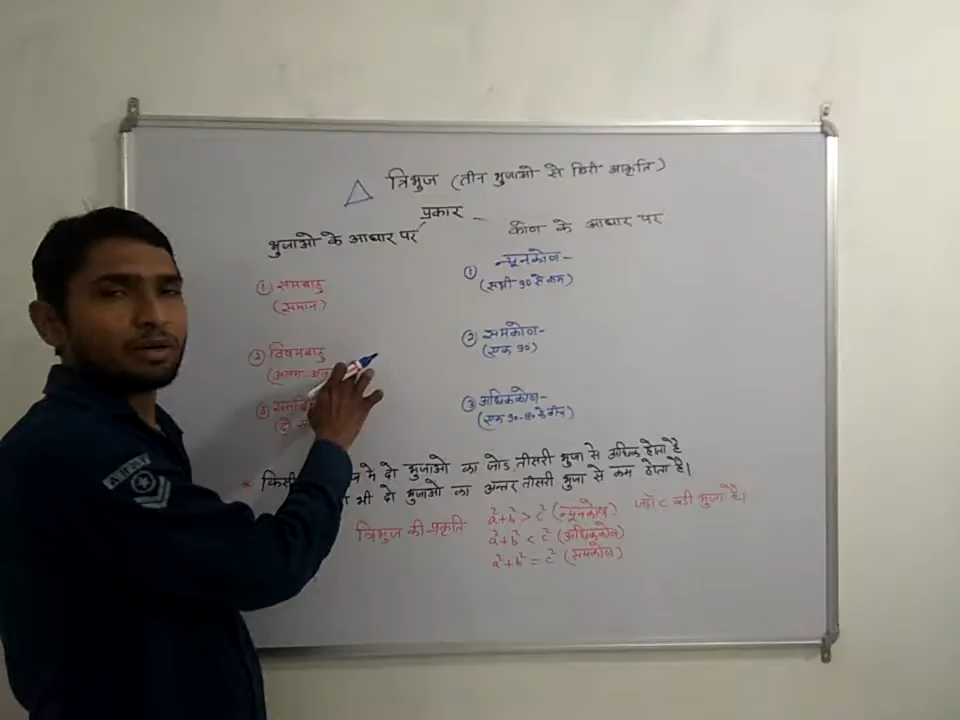 त्रिभुज (तीन भुजाओ से घिरी आकृति)
प्रकार
भुजाओ के आधार पर
① समबाहु
(समान)
② विषमबाहु
③
(दो
कोण के आधार पर
① न्यूनकोण-
(सभी 90 से कम)
② समकोण-
(एक 90)
③ अधिककोण-
(एक 90-180 के बीच)
* किसी में दो भुजाओ का जोड़ तीसरी भुजा से अधिक होता है
भी दो भुजाओ का अन्तर तीसरी भुजा से कम होता है।
त्रिभुज की प्रकृति
a²+b² > c² (न्यूनकोण) जहाँ c बडी भुजा है।
a²+b² < c² (अधिककोण)
a²+b² = c² (समकोण)
ARMY